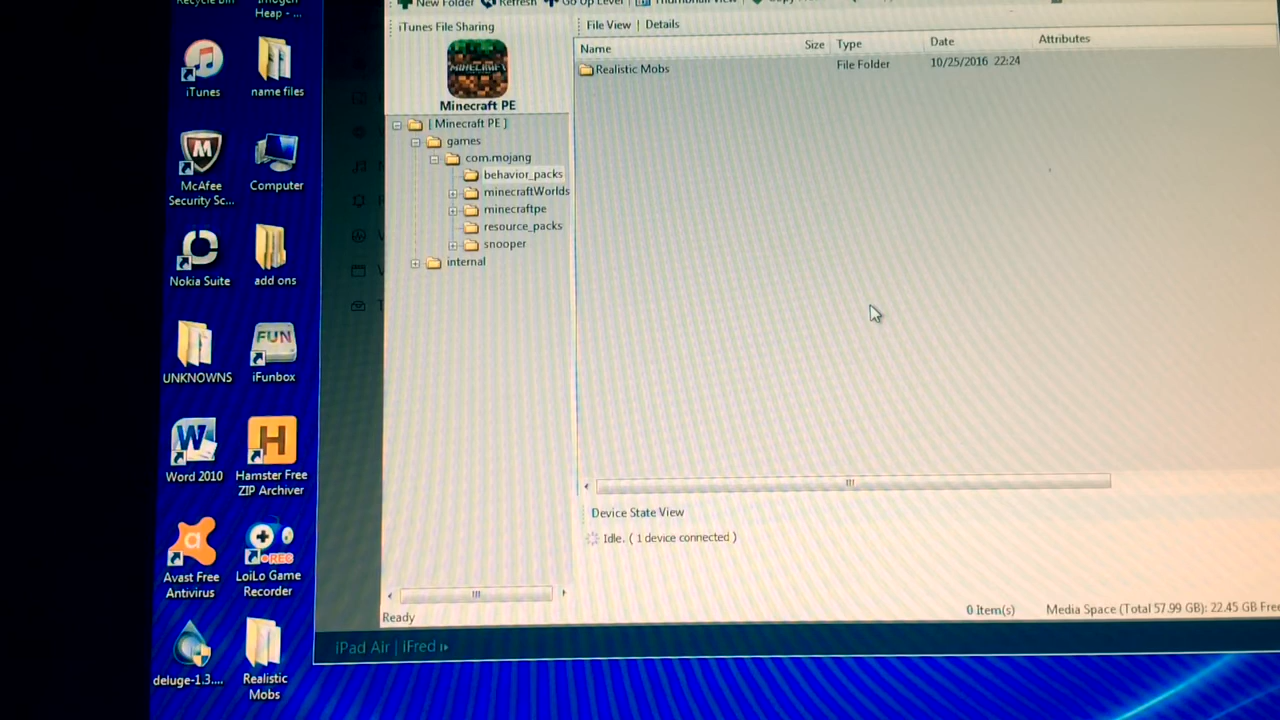 Recycle Bin
Imogen
Heap - ...
iTunes
name files
McAfee
Security Sc...
Computer
Nokia Suite
add ons
UNKNOWNS
FUN
iFunbox
W
Word 2010
H
Hamster Free
ZIP Archiver
Avast Free
Antivirus
REC
LoiLo Game
Recorder
deluge-1.3....
Realistic
Mobs
New Folder
Refresh
Go Up Level
Thumbnail View
iTunes File Sharing
MINECRAFT
Minecraft PE
[ Minecraft PE ]
games
com.mojang
behavior_packs
minecraftWorlds
minecraftpe
resource_packs
snooper
internal
File View | Details
Name Size Type Date Attributes
Realistic Mobs File Folder 10/25/2016 22:24
Device State View
Idle. ( 1 device connected )
Ready
0 Item(s)
Media Space (Total 57.99 GB): 22.45 GB Free
iPad Air | iFred